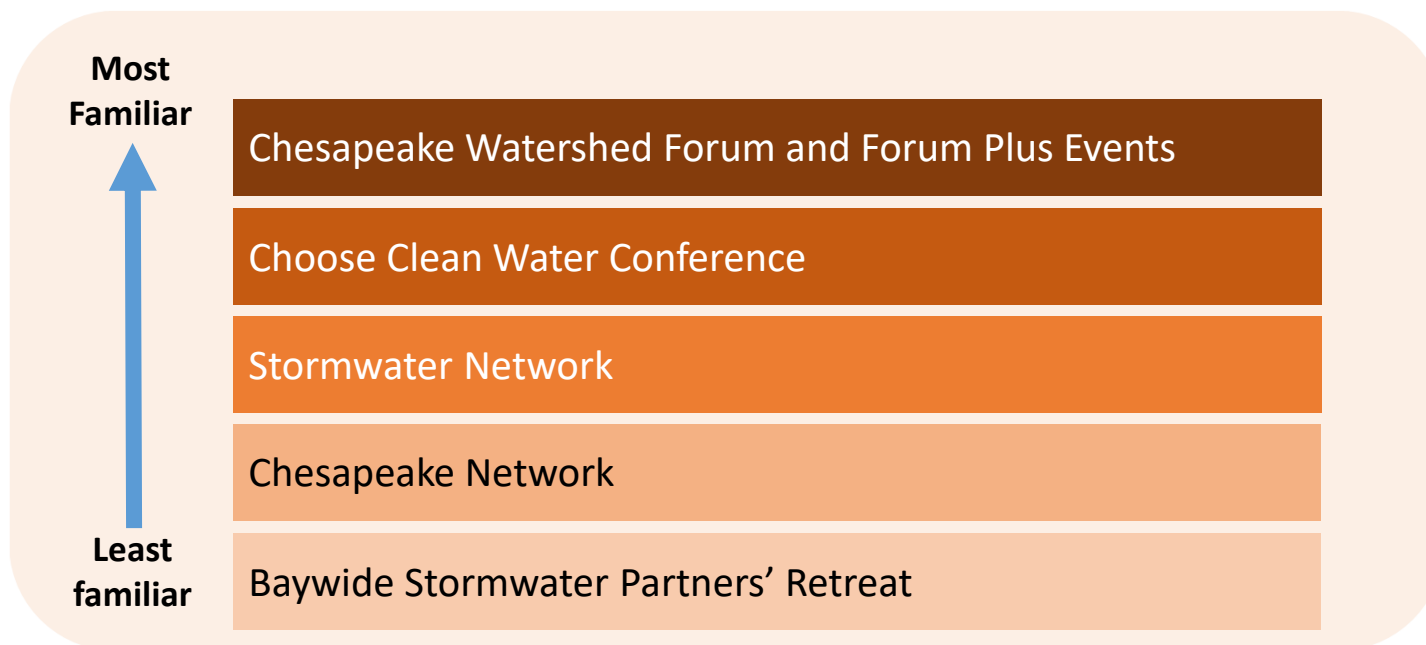 Most
Familiar
Chesapeake Watershed Forum and Forum Plus Events
Choose Clean Water Conference
Stormwater Network
Chesapeake Network
Least
familiar
Baywide Stormwater Partners’ Retreat